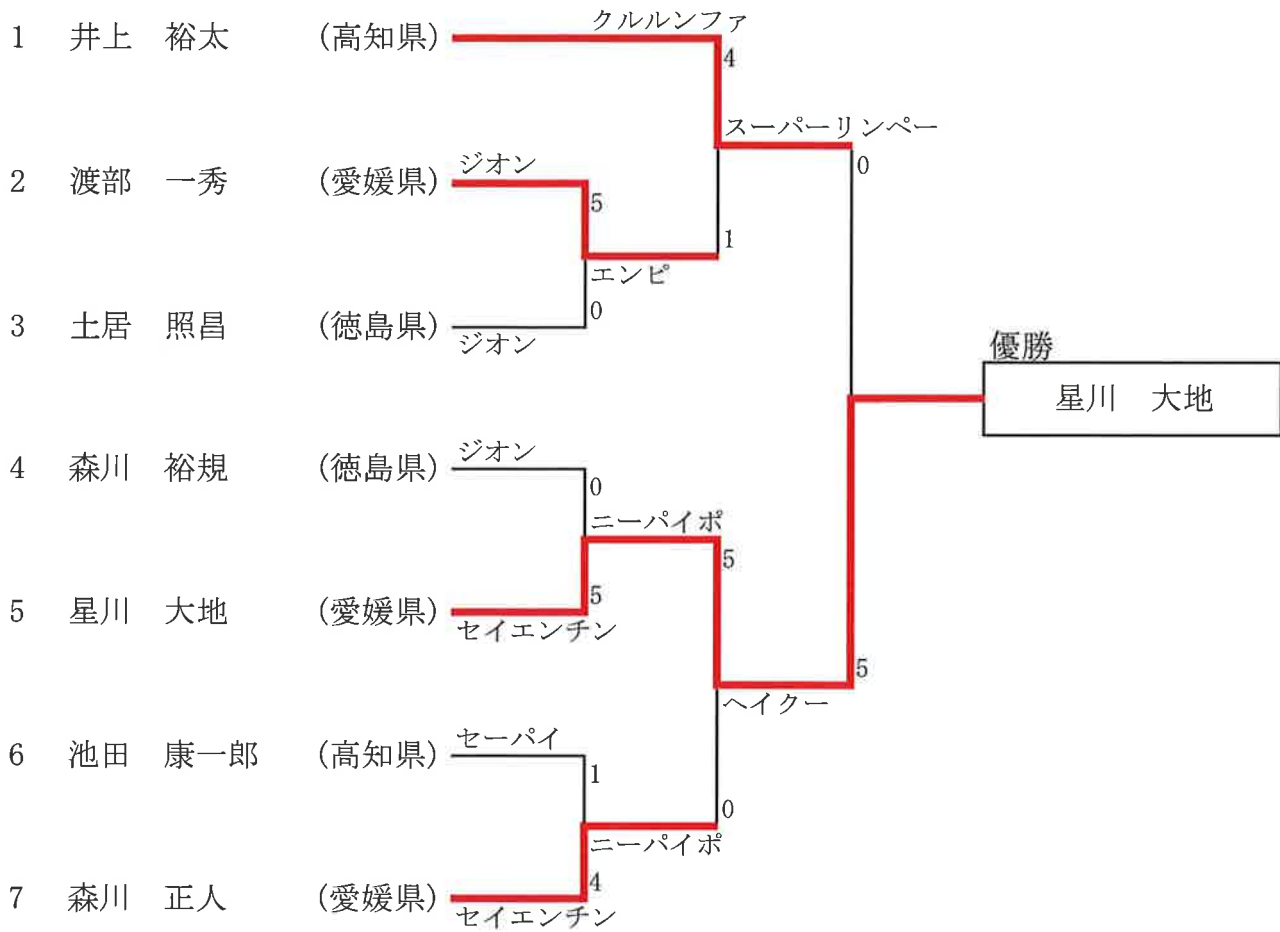 クルルンファ
1 井上 裕太 (高知県)
4
スーパーリンペー
0
ジオン
2 渡部 一秀 (愛媛県)
5
1
エンピ
0
3 土居 照昌 (徳島県)
ジオン
優勝
星川 大地
ジオン
4 森川 裕規 (徳島県)
0
ニーパイポ
5
5
5 星川 大地 (愛媛県)
セイエンチン
5
ヘイクー
セーパイ
6 池田 康一郎 (高知県)
1
0
ニーパイポ
4
7 森川 正人 (愛媛県)
セイエンチン